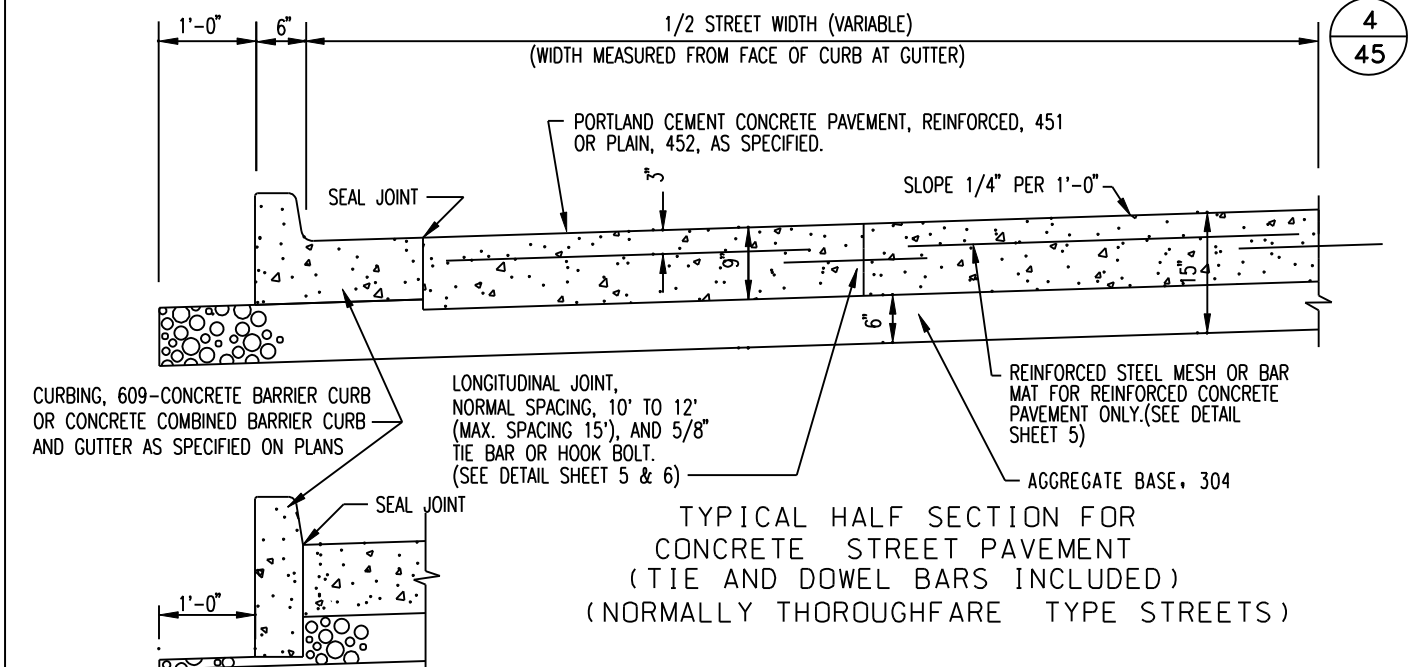 1'-0"
6"
1/2 STREET WIDTH (VARIABLE)
(WIDTH MEASURED FROM FACE OF CURB AT GUTTER)
4
45
PORTLAND CEMENT CONCRETE PAVEMENT, REINFORCED, 451
OR PLAIN, 452, AS SPECIFIED.
3"
SEAL JOINT
SLOPE 1/4" PER 1'-0"
9"
15"
6"
CURBING, 609-CONCRETE BARRIER CURB
OR CONCRETE COMBINED BARRIER CURB
AND GUTTER AS SPECIFIED ON PLANS
LONGITUDINAL JOINT,
NORMAL SPACING, 10' TO 12'
(MAX. SPACING 15'), AND 5/8"
TIE BAR OR HOOK BOLT.
(SEE DETAIL SHEET 5 & 6)
REINFORCED STEEL MESH OR BAR
MAT FOR REINFORCED CONCRETE
PAVEMENT ONLY.(SEE DETAIL
SHEET 5)
AGGREGATE BASE, 304
SEAL JOINT
1'-0"
TYPICAL HALF SECTION FOR
CONCRETE STREET PAVEMENT
(TIE AND DOWEL BARS INCLUDED)
(NORMALLY THOROUGHFARE TYPE STREETS)